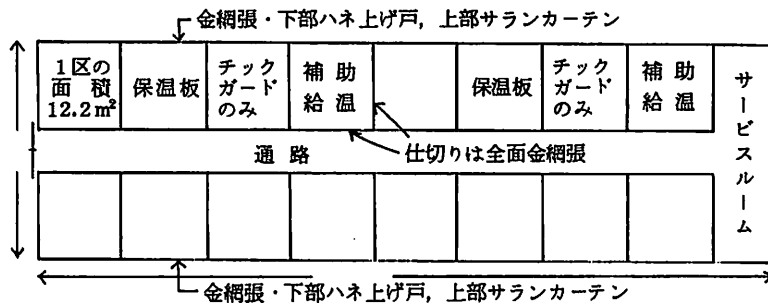 金網張・下部ハネ上げ戸，上部サランカーテン
1区の
面積
12.2m²
保温板
チック
ガード
のみ
補助
給温
保温板
チック
ガード
のみ
補助
給温
サービスルーム
通路
仕切りは全面金網張
金網張・下部ハネ上げ戸，上部サランカーテン